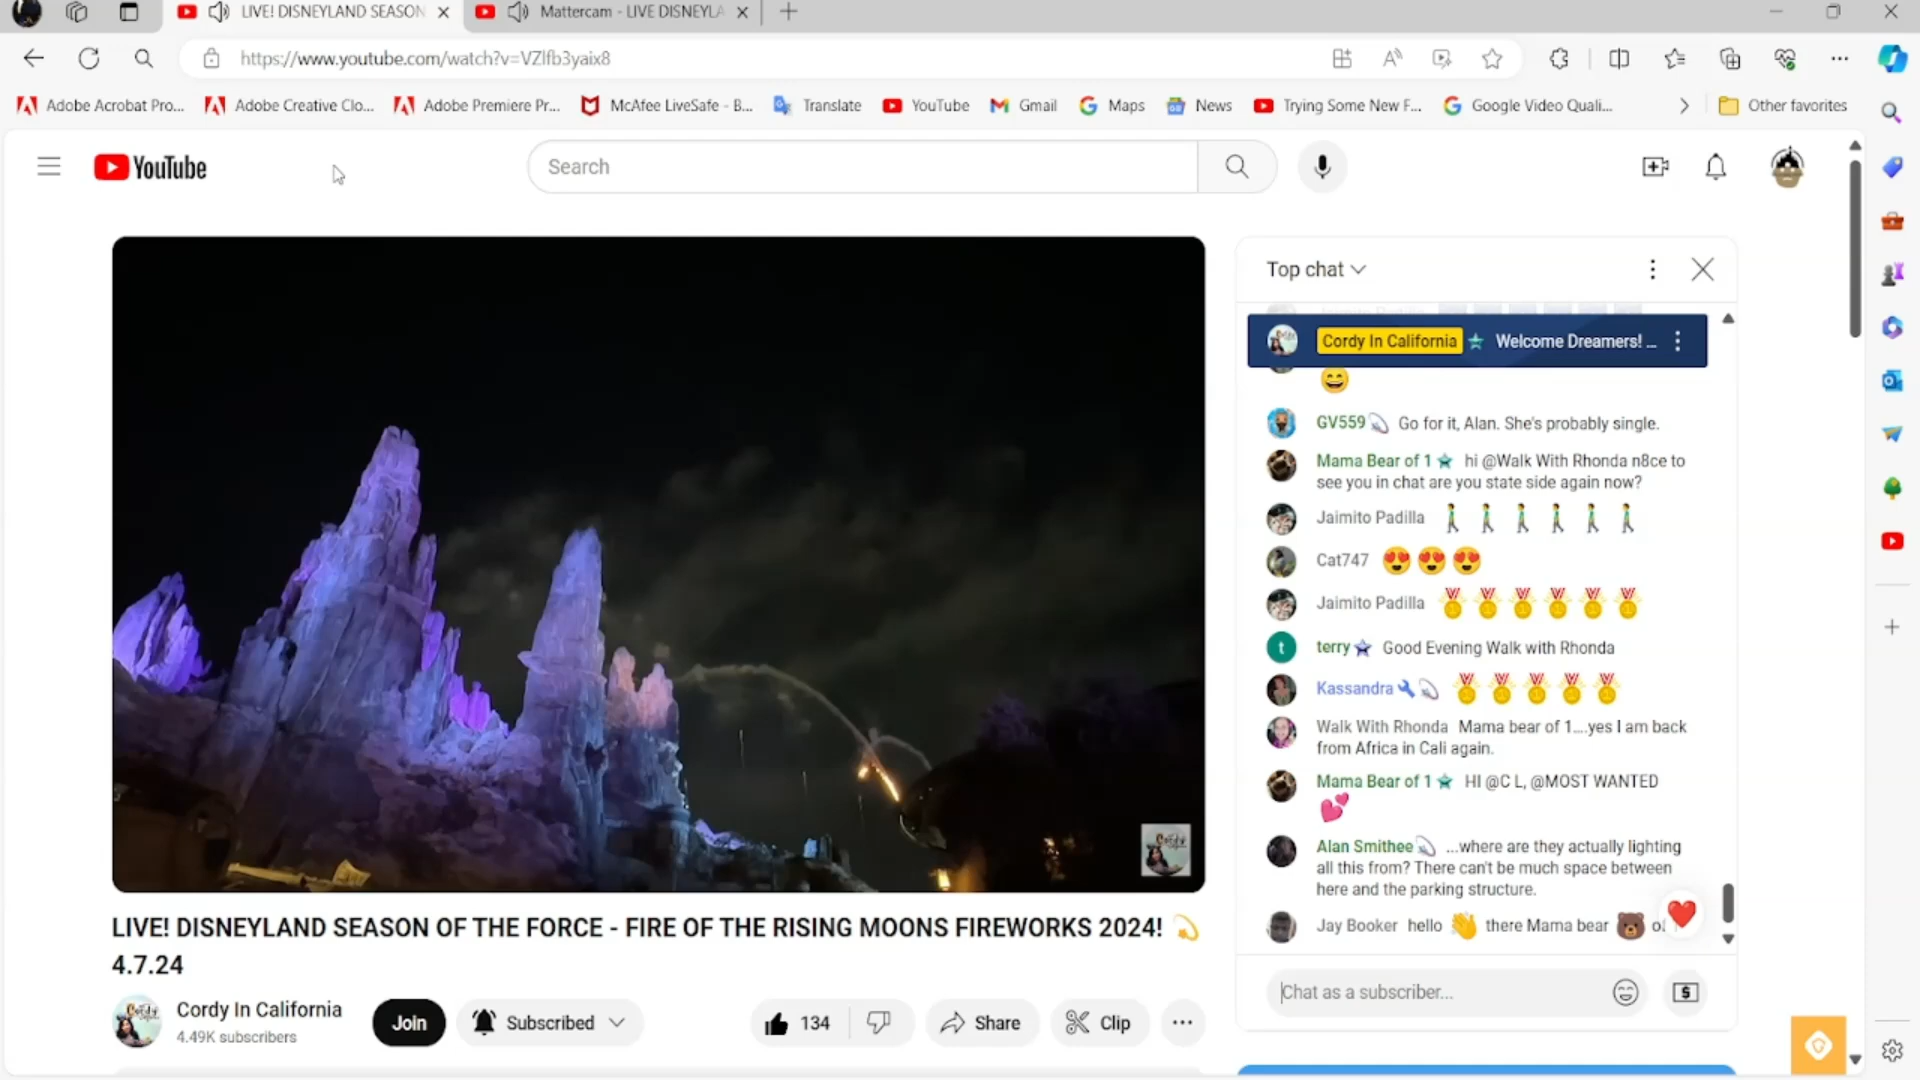 LIVE! DISNEYLAND SEASON
Mattercam - LIVE DISNEYLA
https://www.youtube.com/watch?v=VZlfb3yaix8
Adobe Acrobat Pro...
Adobe Creative Clo...
Adobe Premiere Pr...
McAfee LiveSafe - B...
Translate
YouTube
Gmail
Maps
News
Trying Some New F...
Google Video Quali...
Other favorites
YouTube
Search
Top chat
Cordy In California Welcome Dreamers! ...
GV559 Go for it, Alan. She's probably single.
Mama Bear of 1 hi @Walk With Rhonda n8ce to
see you in chat are you state side again now?
Jaimito Padilla
Cat747
Jaimito Padilla
t terry Good Evening Walk with Rhonda
Kassandra
Walk With Rhonda Mama bear of 1....yes I am back
from Africa in Cali again.
Mama Bear of 1 HI @C L, @MOST WANTED
Alan Smithee ...where are they actually lighting
all this from? There can't be much space between
here and the parking structure.
Jay Booker hello there Mama bear
Chat as a subscriber...
LIVE! DISNEYLAND SEASON OF THE FORCE - FIRE OF THE RISING MOONS FIREWORKS 2024!
4.7.24
Cordy In California
4.49K subscribers
Join
Subscribed
134
Share
Clip